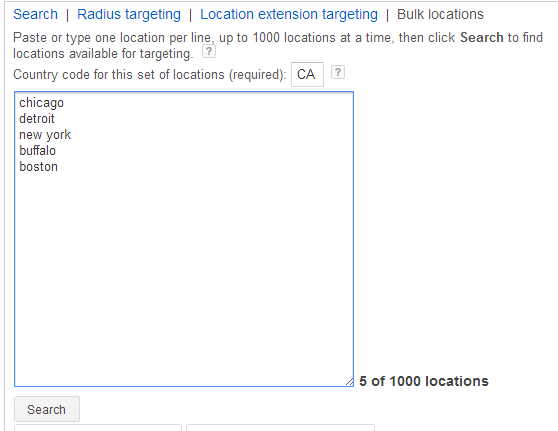 Search | Radius targeting | Location extension targeting | Bulk locations
Paste or type one location per line, up to 1000 locations at a time, then click Search to find
locations available for targeting. ?
Country code for this set of locations (required): CA ?
chicago
detroit
new york
buffalo
boston
5 of 1000 locations
Search